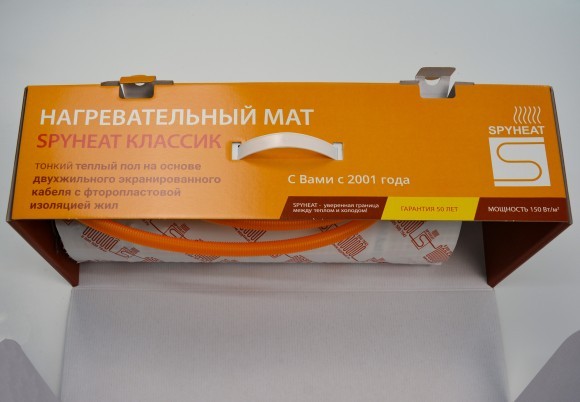 НАГРЕВАТЕЛЬНЫЙ МАТ
SPYHEAT КЛАССИК
ТОНКИЙ ТЕПЛЫЙ ПОЛ НА ОСНОВЕ
ДВУХЖИЛЬНОГО ЭКРАНИРОВАННОГО
КАБЕЛЯ С ФТОРОПЛАСТОВОЙ
ИЗОЛЯЦИЕЙ ЖИЛ
С Вами с 2001 года
SPYHEAT
SPYHEAT - уверенная граница
между теплом и холодом!
ГАРАНТИЯ 50 ЛЕТ
МОЩНОСТЬ 150 Вт/м²